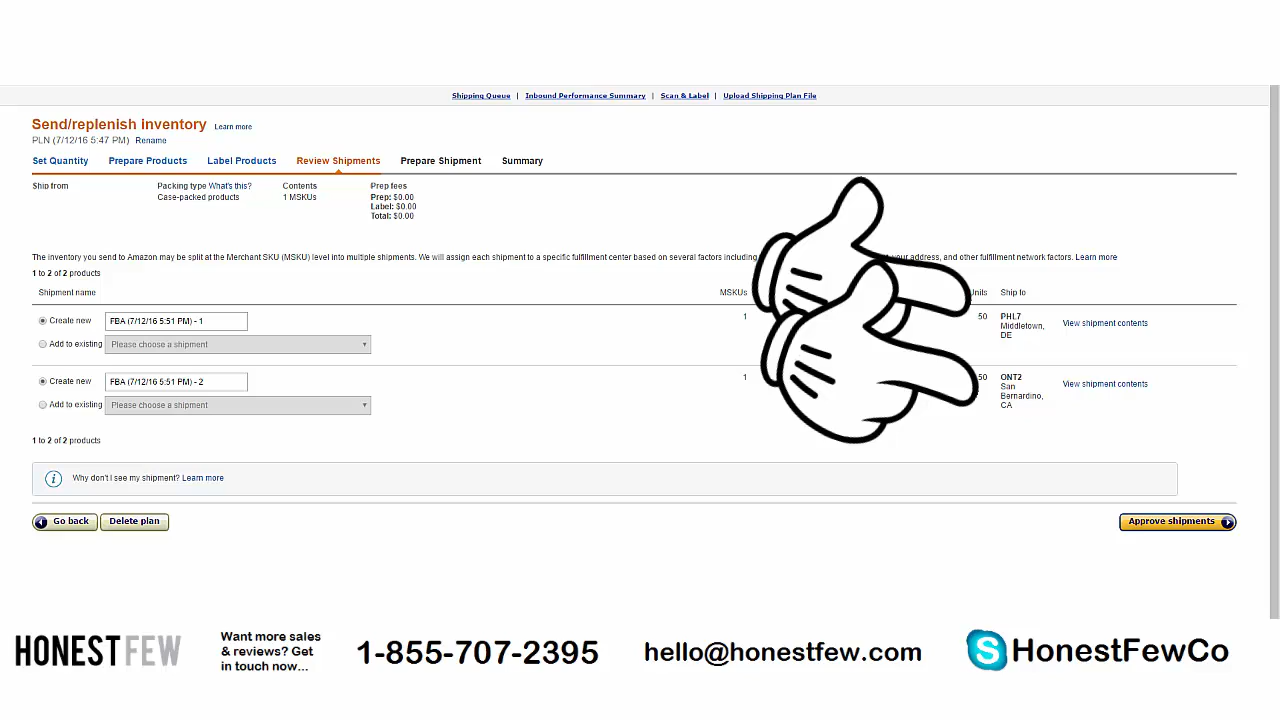 Shipping Queue | Inbound Performance Summary | Scan & Label | Upload Shipping Plan File
Send/replenish inventory Learn more
PLN (7/12/16 5:47 PM) Rename
Set Quantity Prepare Products Label Products Review Shipments Prepare Shipment Summary
Ship from Packing type What's this? Contents Prep fees
Case-packed products 1 MSKUs Prep: $0.00
Label: $0.00
Total: $0.00
The inventory you send to Amazon may be split at the Merchant SKU (MSKU) level into multiple shipments. We will assign each shipment to a specific fulfillment center based on several factors including your address, and other fulfillment network factors. Learn more
1 to 2 of 2 products
Shipment name MSKUs Units Ship to
Create new FBA (7/12/16 5:51 PM) - 1 1 50 PHL7
Middletown,
DE
View shipment contents
Add to existing Please choose a shipment
Create new FBA (7/12/16 5:51 PM) - 2 1 50 ONT2
San
Bernardino,
CA
View shipment contents
Add to existing Please choose a shipment
1 to 2 of 2 products
i Why don't I see my shipment? Learn more
Go back Delete plan Approve shipments
HONESTFEW
Want more sales
& reviews? Get
in touch now...
1-855-707-2395
hello@honestfew.com
S HonestFewCo